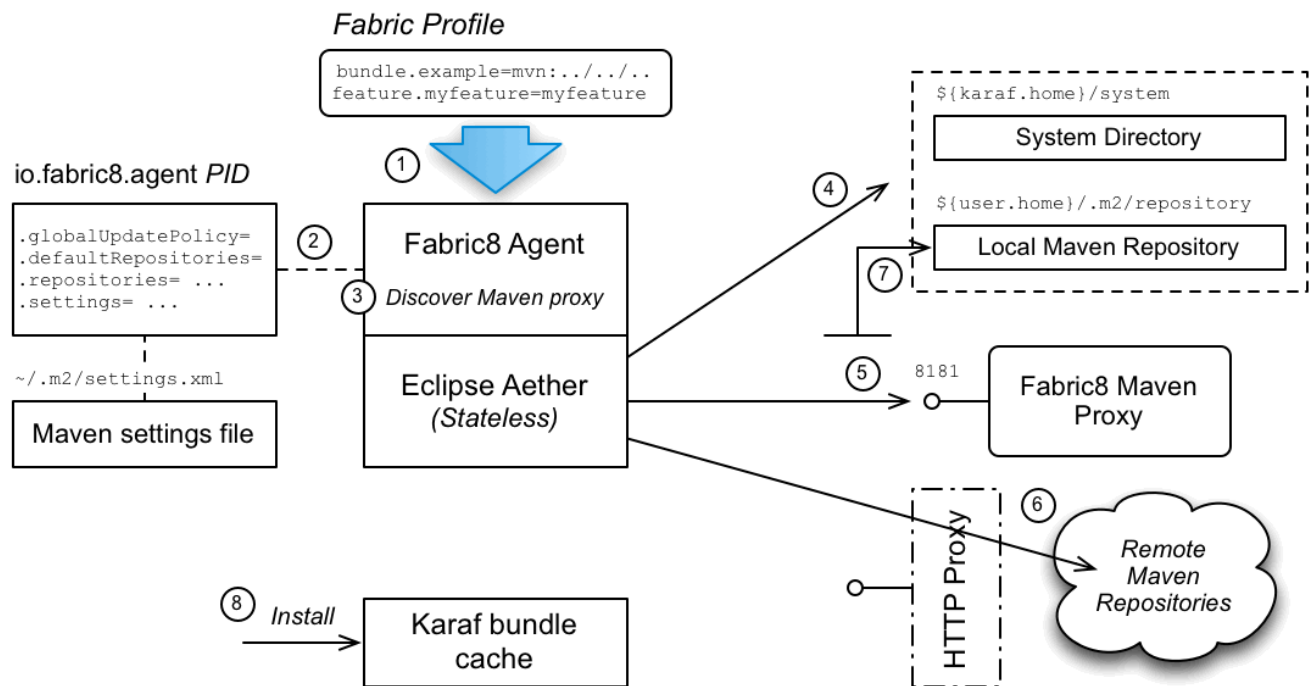 Fabric Profile
bundle.example=mvn:../../..
feature.myfeature=myfeature
1
io.fabric8.agent PID
.globalUpdatePolicy=
.defaultRepositories=
.repositories= ...
.settings= ...
2
3
Fabric8 Agent
Discover Maven proxy
Eclipse Aether
(Stateless)
~/.m2/settings.xml
Maven settings file
4
${karaf.home}/system
System Directory
${user.home}/.m2/repository
Local Maven Repository
7
5
8181
Fabric8 Maven
Proxy
6
HTTP Proxy
Remote
Maven
Repositories
8
Install
Karaf bundle
cache